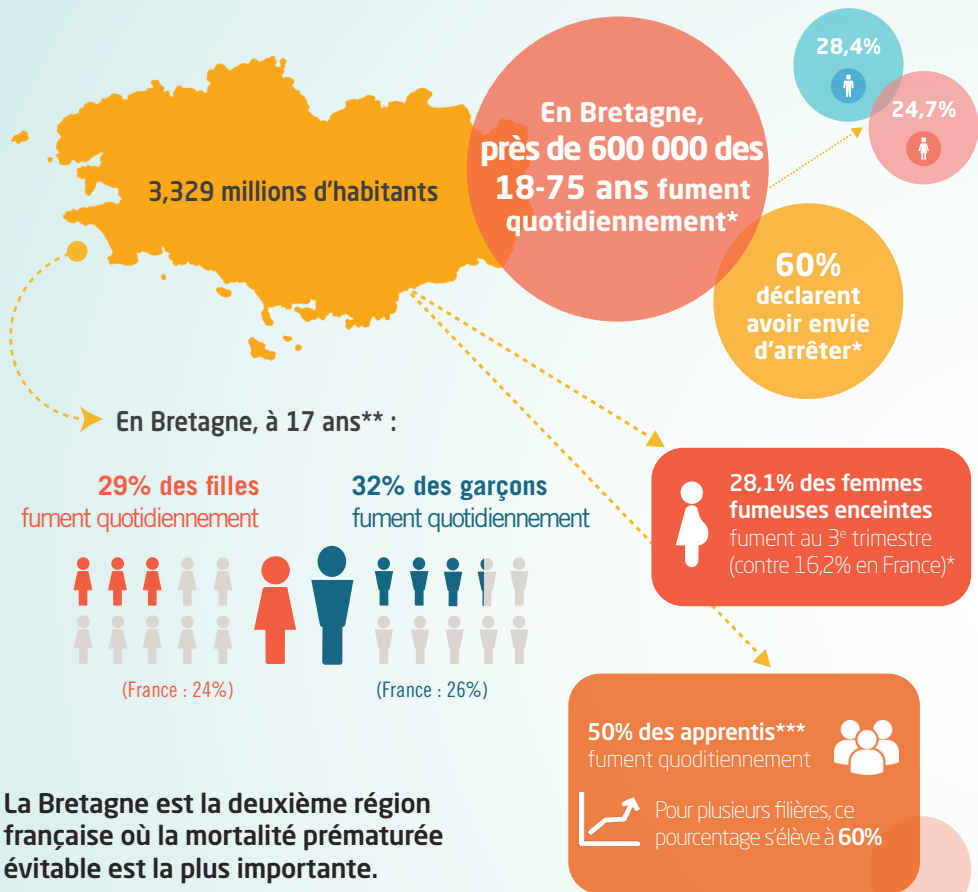 3,329 millions d'habitants
En Bretagne,
près de 600 000 des
18-75 ans fument
quotidiennement*
28,4%
24,7%
60%
déclarent
avoir envie
d'arrêter*
En Bretagne, à 17 ans** :
29% des filles
fument quotidiennement
(France : 24%)
32% des garçons
fument quotidiennement
(France : 26%)
28,1% des femmes
fumeuses enceintes
fument au 3e trimestre
(contre 16,2% en France)*
50% des apprentis***
fument quoditiennement
Pour plusieurs filières, ce
pourcentage s'élève à 60%
La Bretagne est la deuxième région
française où la mortalité prématurée
évitable est la plus importante.